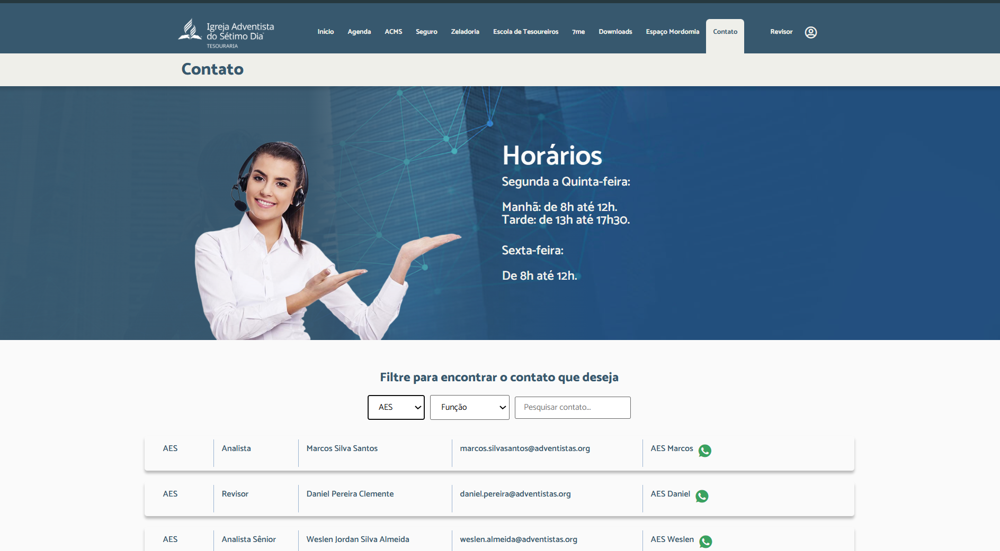 Igreja Adventista
do Sétimo Dia
TESOURARIA
Início
Agenda
ACMS
Seguro
Zeladoria
Escola de Tesoureiros
7me
Downloads
Espaço Mordomia
Contato
Revisor
Contato
Horários
Segunda a Quinta-feira:
Manhã: de 8h até 12h.
Tarde: de 13h até 17h30.
Sexta-feira:
De 8h até 12h.
Filtre para encontrar o contato que deseja
AES
Função
Pesquisar contato...
AES Analista Marcos Silva Santos marcos.silvasantos@adventistas.org AES Marcos
AES Revisor Daniel Pereira Clemente daniel.pereira@adventistas.org AES Daniel
AES Analista Sênior Weslen Jordan Silva Almeida weslen.almeida@adventistas.org AES Weslen